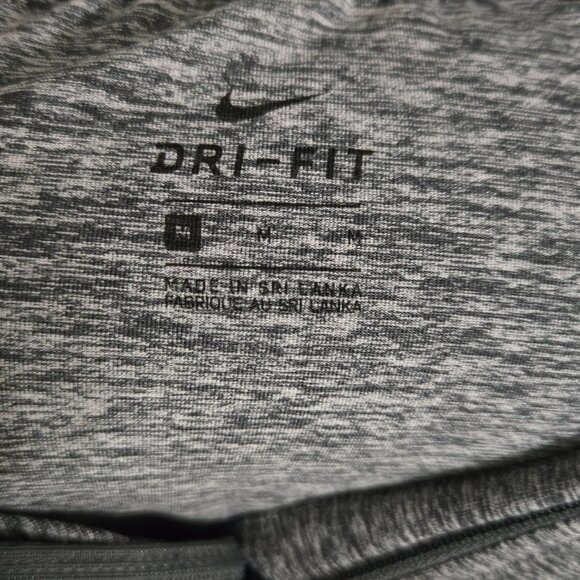 DRI-FIT
M M M
MADE IN SRI LANKA
FABRIQUE AU SRI LANKA